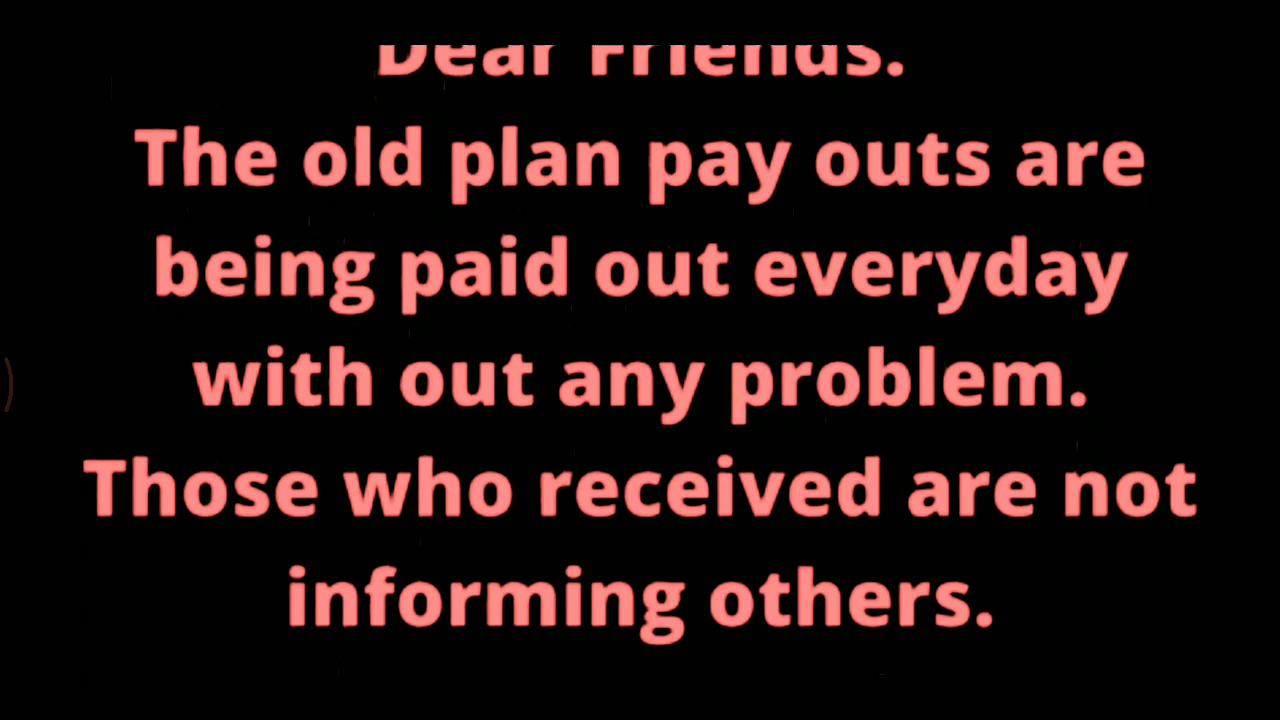 Dear Friends.
The old plan pay outs are
being paid out everyday
with out any problem.
Those who received are not
informing others.